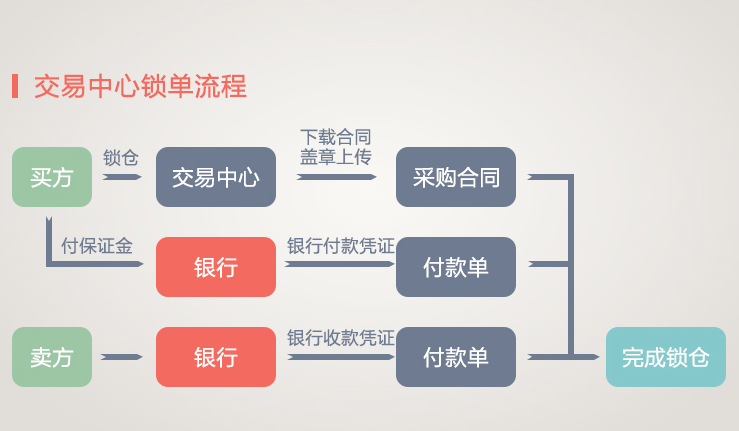 交易中心锁单流程
下载合同
盖章上传
锁仓
买方
交易中心
采购合同
付保证金
银行付款凭证
银行
付款单
银行收款凭证
卖方
银行
付款单
完成锁仓